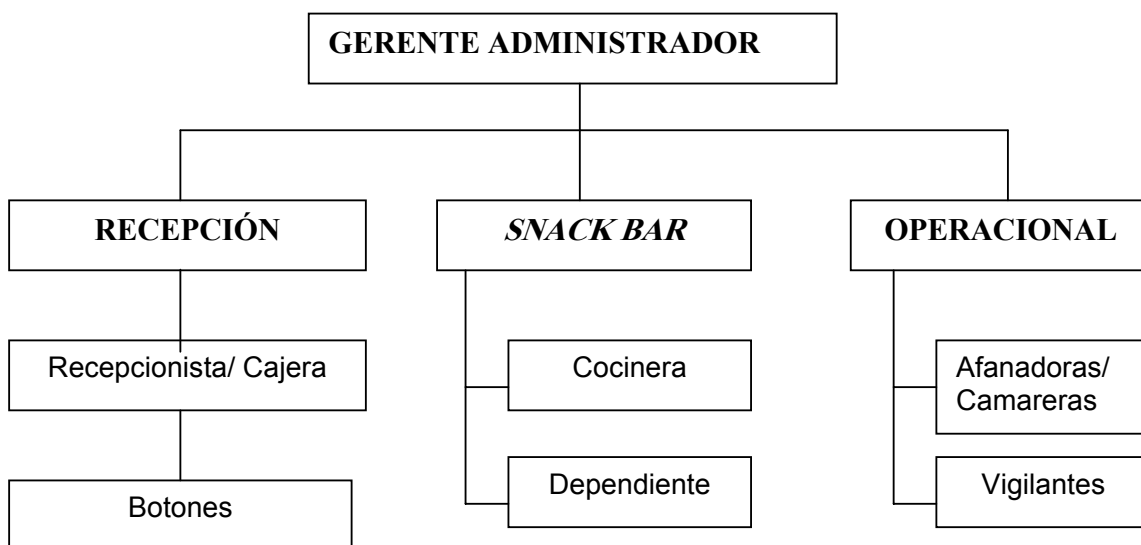 GERENTE ADMINISTRADOR
RECEPCIÓN
SNACK BAR
OPERACIONAL
Recepcionista/ Cajera
Cocinera
Afanadoras/
Camareras
Botones
Dependiente
Vigilantes